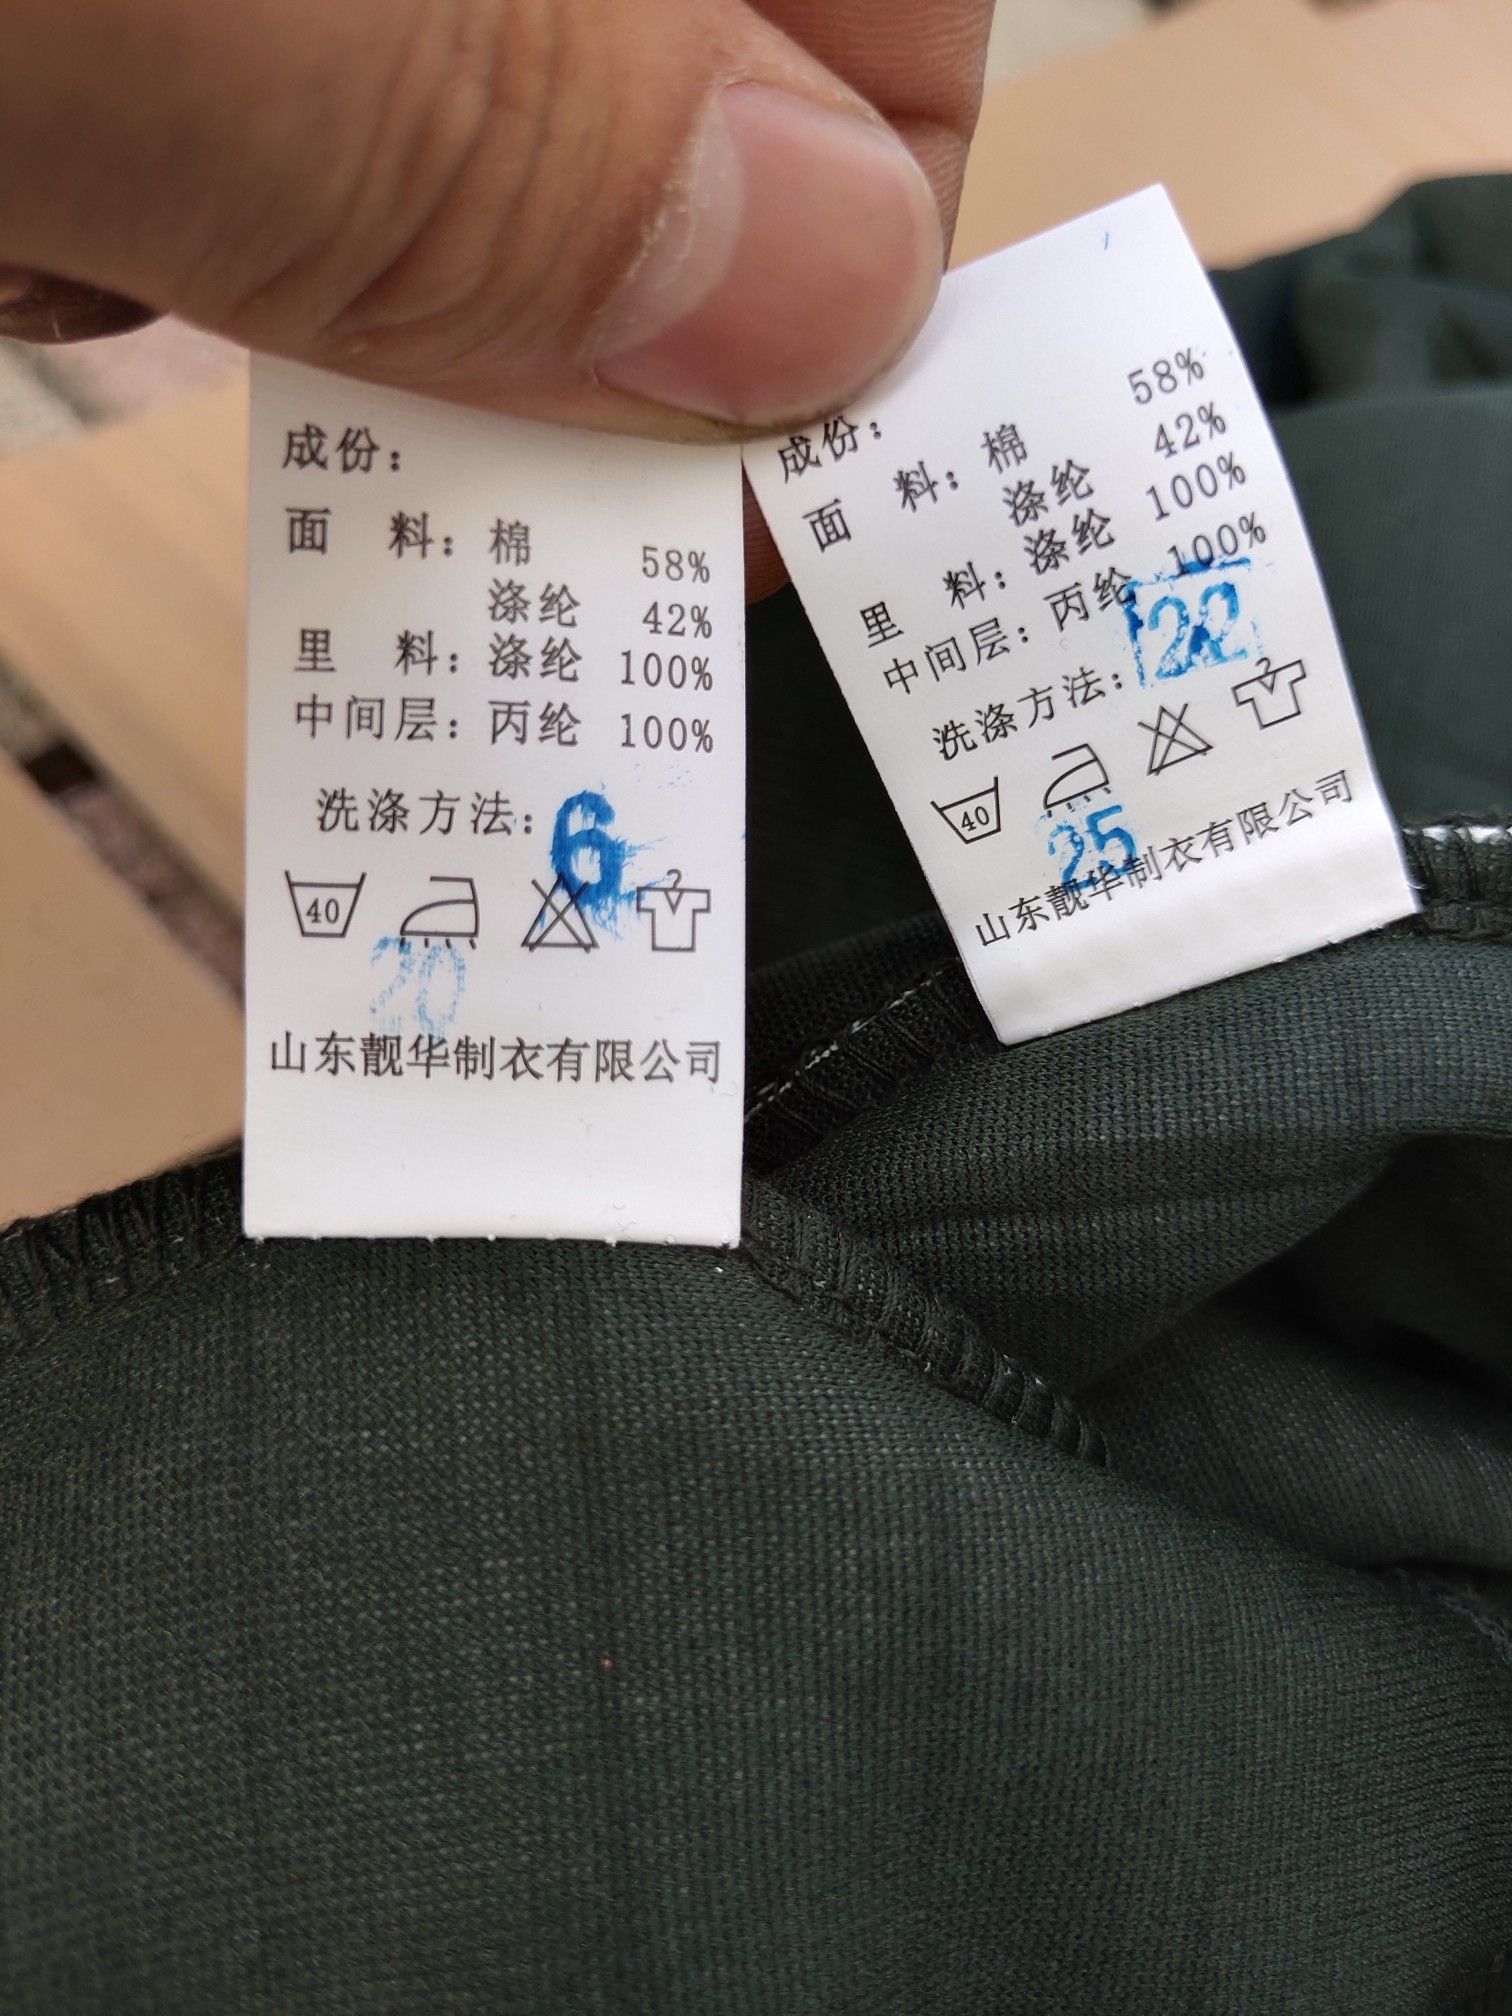 成份：
面 料：棉 58%
涤纶 42%
里 料：涤纶 100%
中间层：丙纶 100%
洗涤方法：
6
40
20
山东靓华制衣有限公司
成份：
面 料：棉 58%
涤纶 42%
里 料：涤纶 100%
中间层：丙纶 100%
22
洗涤方法：
40
25
山东靓华制衣有限公司